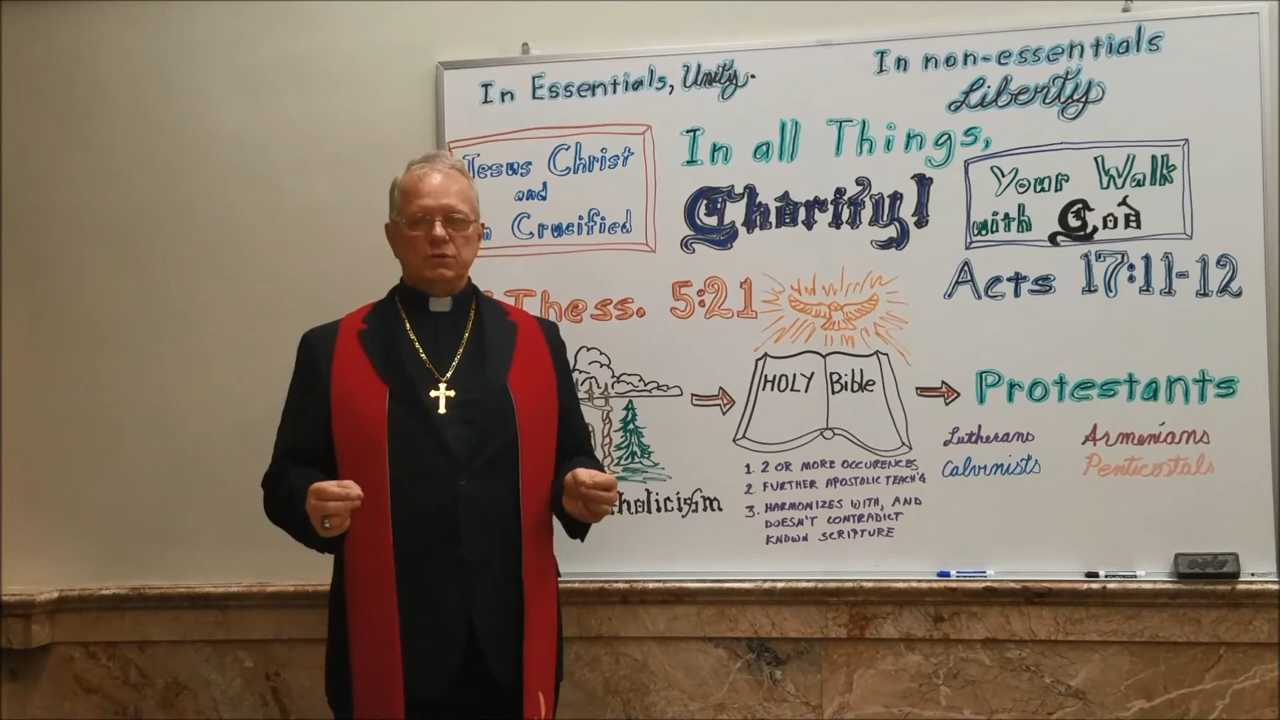 In Essentials, Unity.
In non-essentials
Liberty
In all Things,
Charity!
Jesus Christ
and
Crucified
Your Walk
with God
Thess. 5:21
Acts 17:11-12
HOLY Bible
Protestants
Lutherans
Armenians
Calvinists
Penticostals
1. 2 OR MORE OCCURENCES
2. FURTHER APOSTOLIC TEACH'G
3. HARMONIZES WITH, AND
DOESN'T CONTRADICT
KNOWN SCRIPTURE
holicism